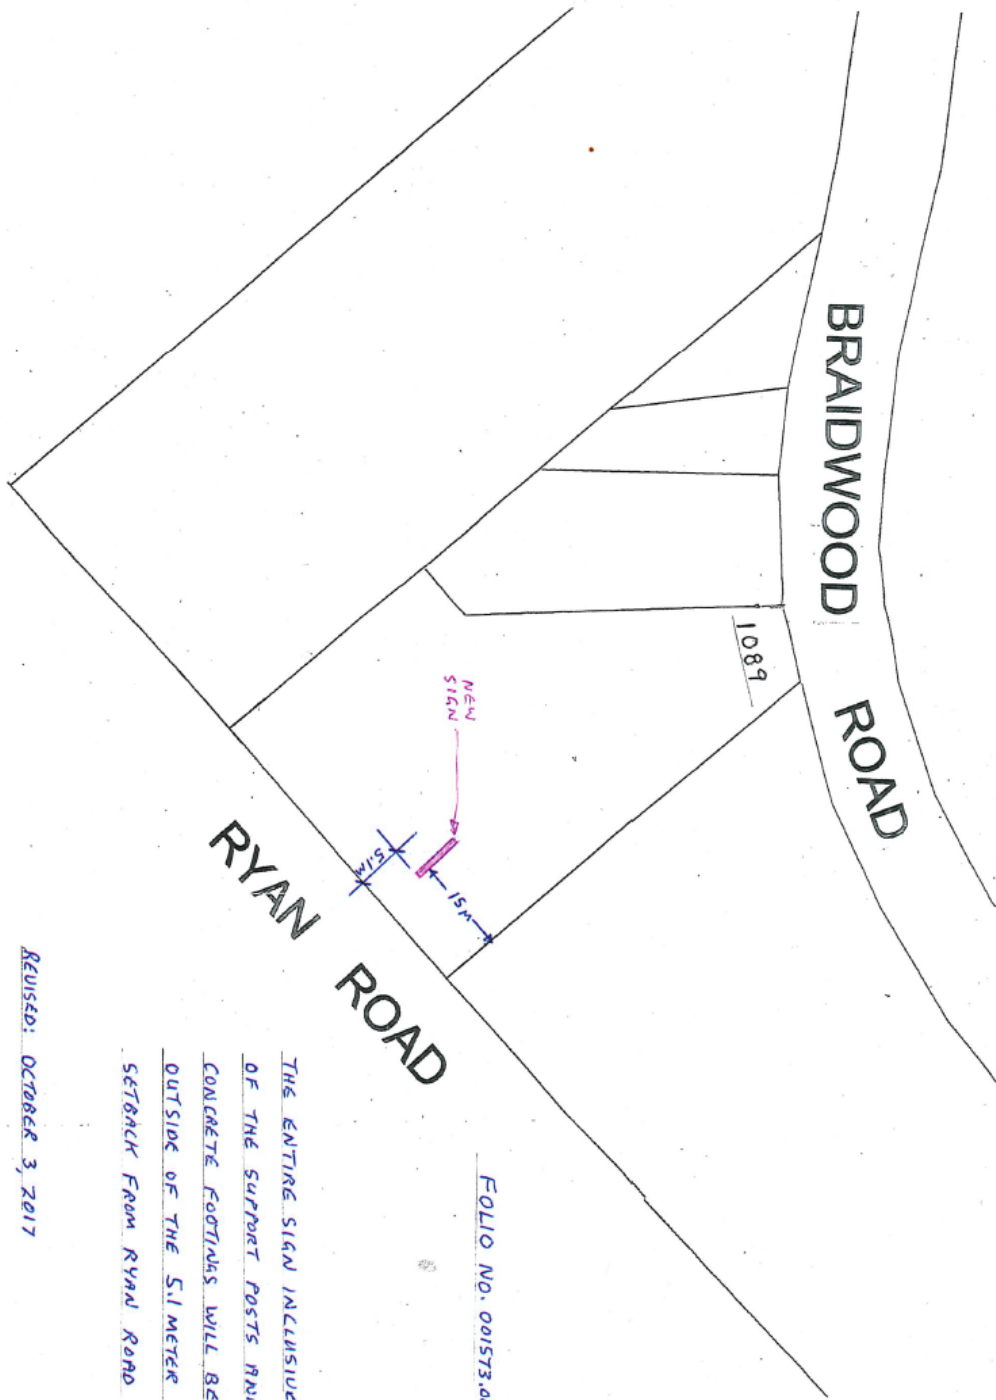 BRAIDWOOD ROAD
1089
NEW
SIGN
15M
5.1M
RYAN ROAD
FOLIO NO. 001573.0
THE ENTIRE SIGN INCLUSIVE
OF THE SUPPORT POSTS AND
CONCRETE FOOTINGS WILL BE
OUTSIDE OF THE 5.1 METER
SETBACK FROM RYAN ROAD
REVISED: OCTOBER 3, 2017